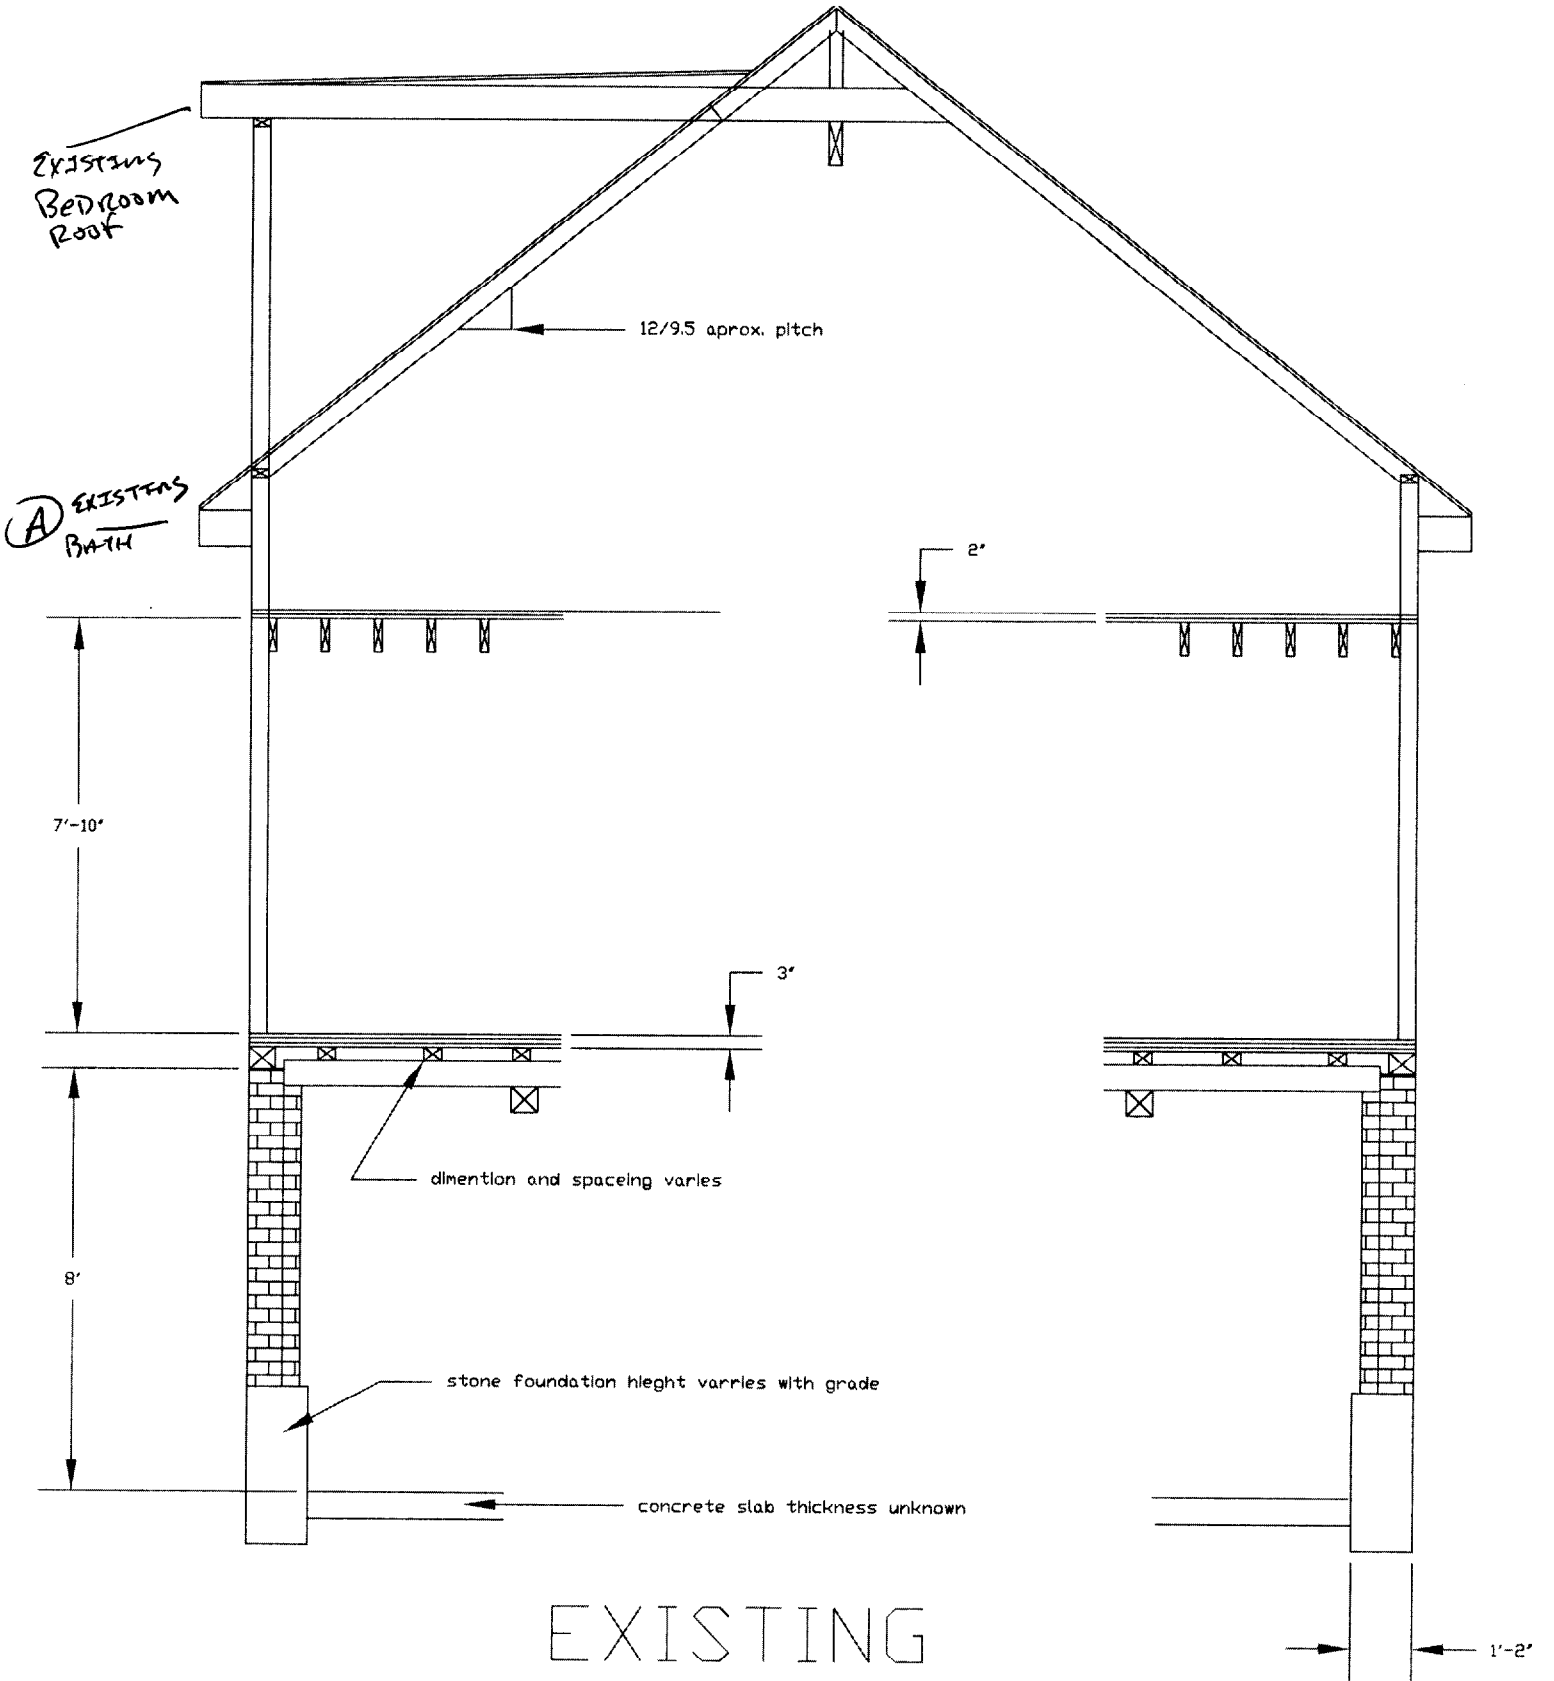 EXISTING
BEDROOM
ROOF
12/9.5 aprox. pitch
A EXISTING
BATH
2"
7'-10"
3"
dimention and spaceing varies
8'
stone foundation hieght varries with grade
concrete slab thickness unknown
EXISTING
1'-2"